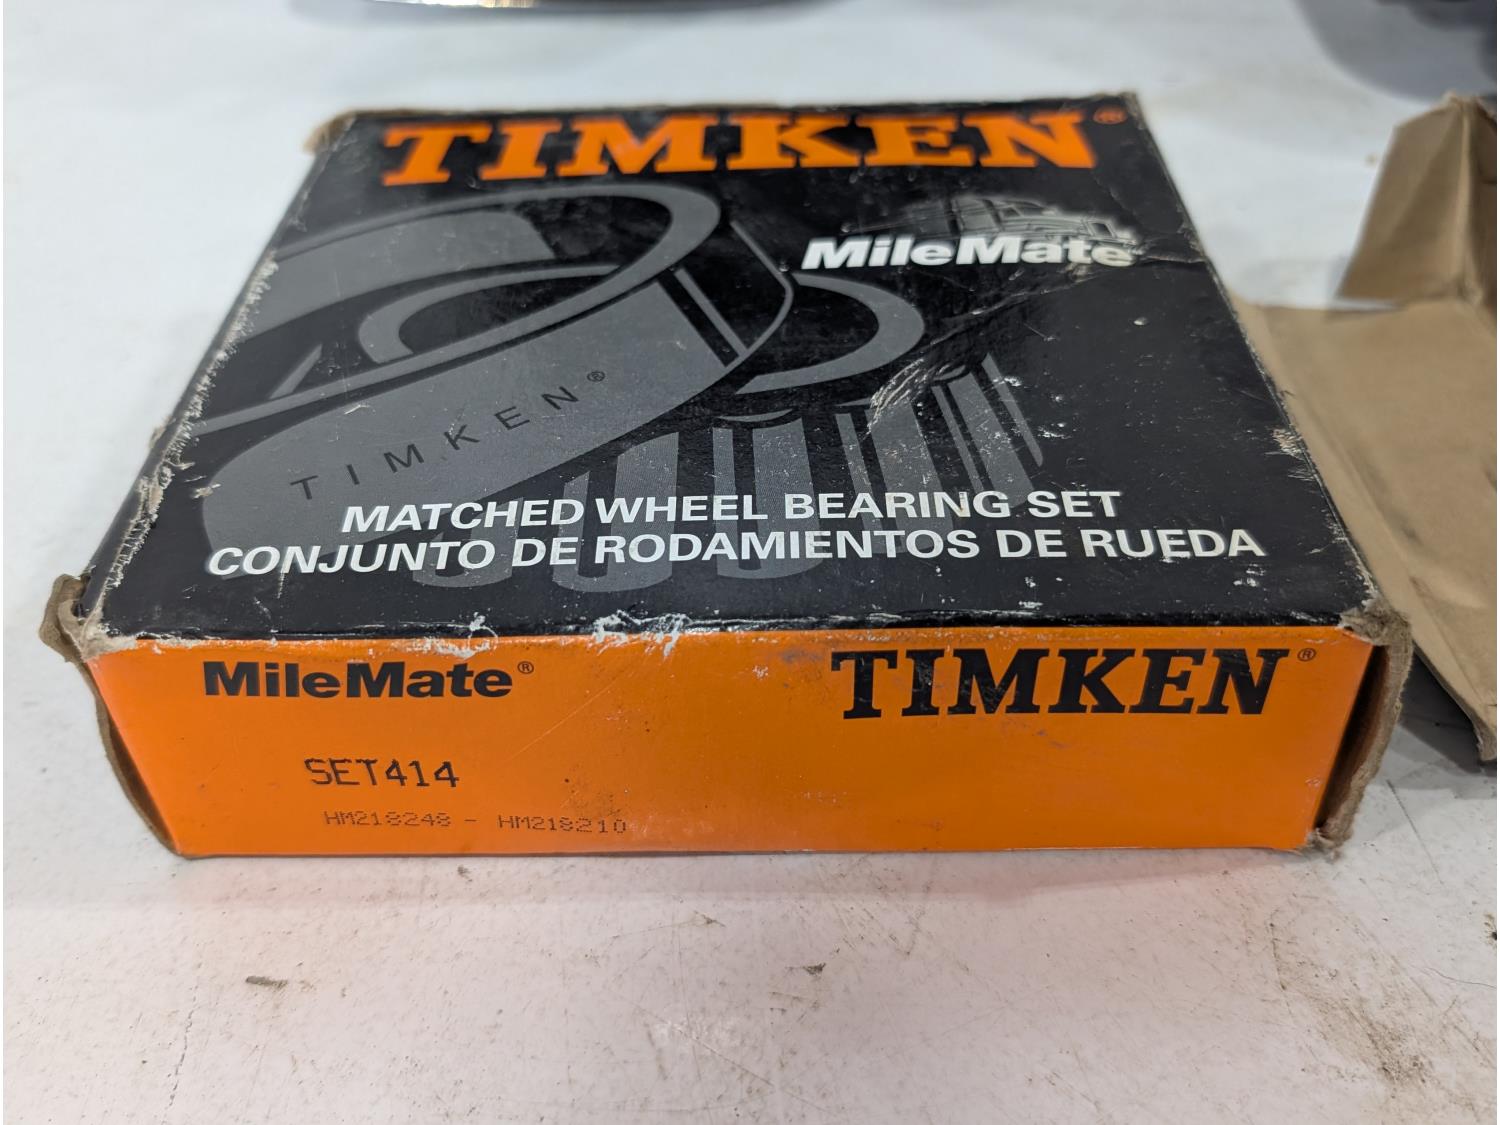 TIMKEN®
MileMate
TIMKEN®
MATCHED WHEEL BEARING SET
CONJUNTO DE RODAMIENTOS DE RUEDA
MileMate® TIMKEN®
SET414
HM218248 - HM218210